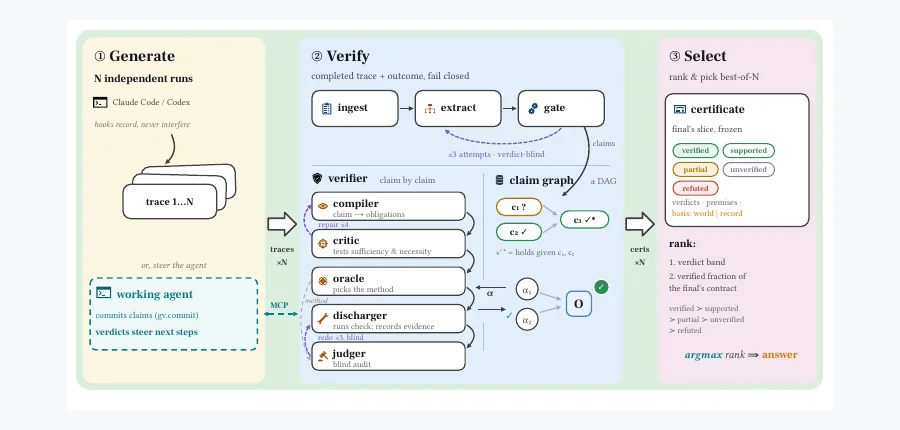 ① Generate
N independent runs
Claude Code / Codex
hooks record, never interfere
trace 1…N
or, steer the agent
working agent
commits claims (gv.commit)
verdicts steer next steps
traces
×N
MCP
② Verify
completed trace + outcome, fail closed
ingest
extract
gate
≤3 attempts · verdict-blind
claims
verifier claim by claim
compiler
claim → obligations
repair ≤4
critic
tests sufficiency & necessity
oracle
picks the method
method
discharger
runs check; records evidence
redo ≤3, blind
judger
blind audit
claim graph a DAG
c₁ ?
c₂ ✓
c₃ ✓*
✓* = holds given c₁, c₂
α
✓
α₁
α₂
O
✓
certs
×N
③ Select
rank & pick best-of-N
certificate
final's slice, frozen
verified
supported
partial
unverified
refuted
verdicts · premises ·
basis: world | record
rank:
1. verdict band
2. verified fraction of
the final's contract
verified ≻ supported
≻ partial ≻ unverified
≻ refuted
argmax rank ⟹ answer